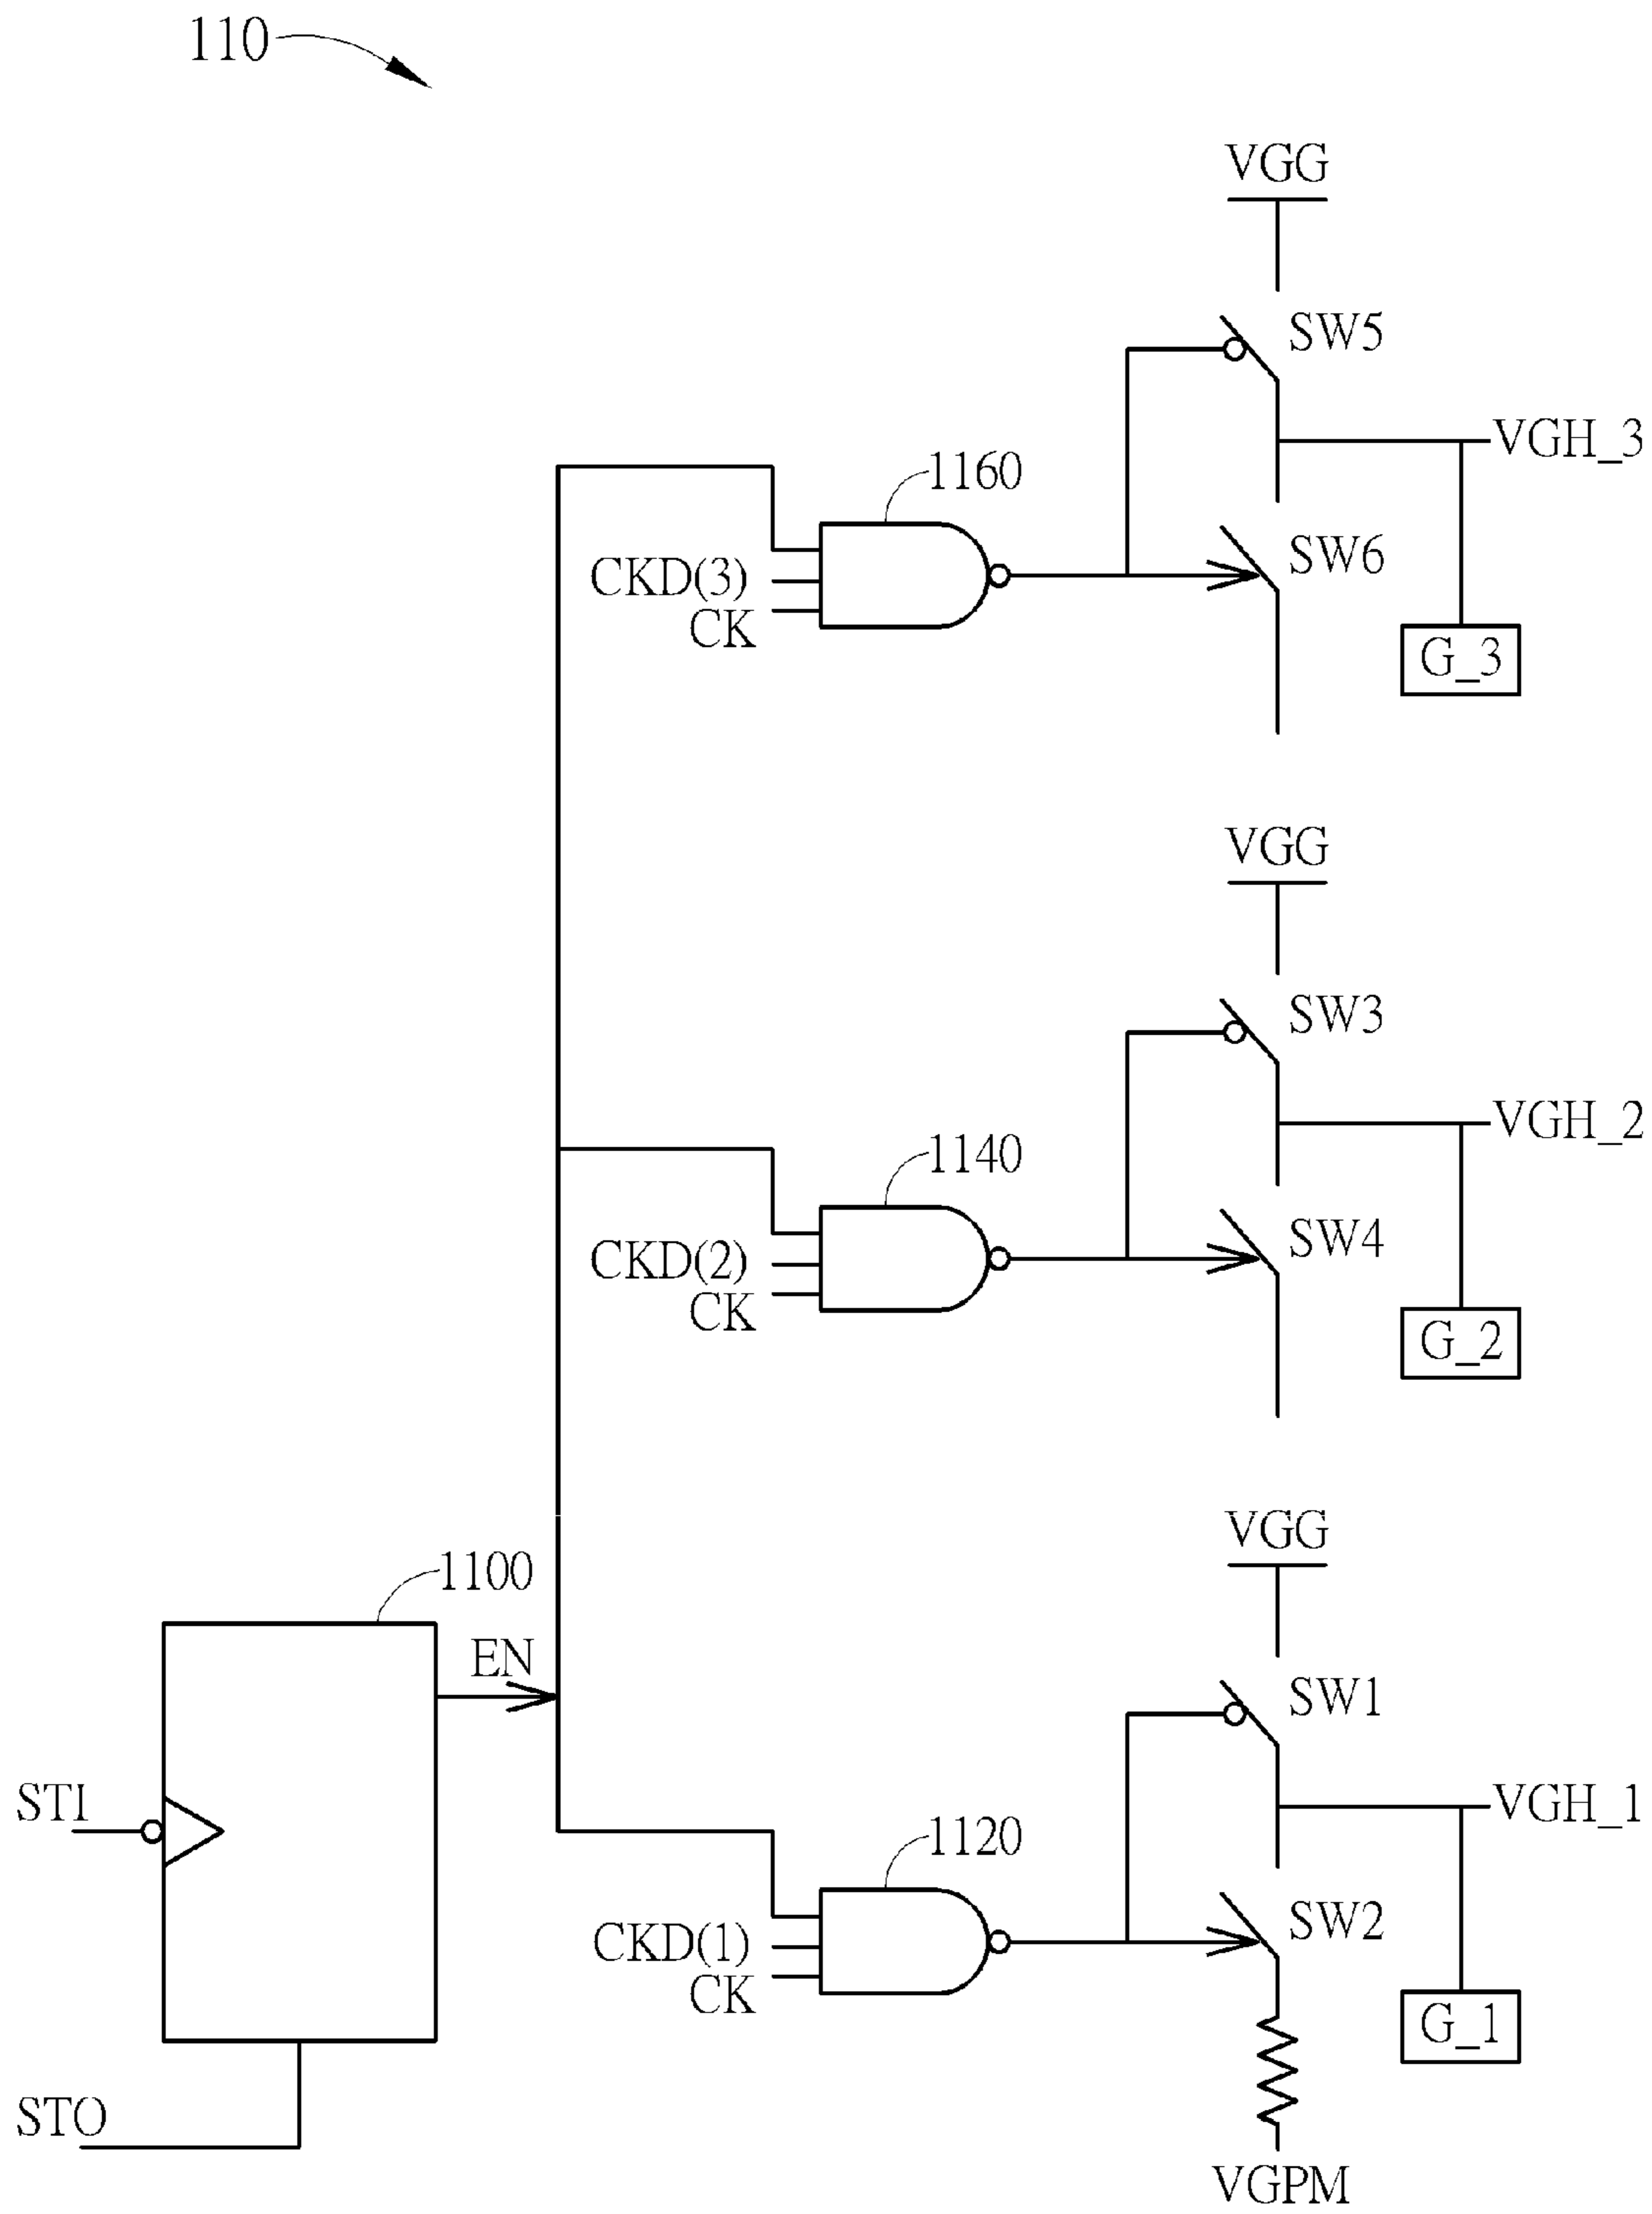 110
VGG
SW5
VGH_3
1160
CKD(3)
SW6
CK
G_3
VGG
SW3
VGH_2
1140
CKD(2)
SW4
CK
G_2
VGG
1100
EN
SW1
STI
VGH_1
1120
CKD(1)
SW2
CK
G_1
STO
VGPM